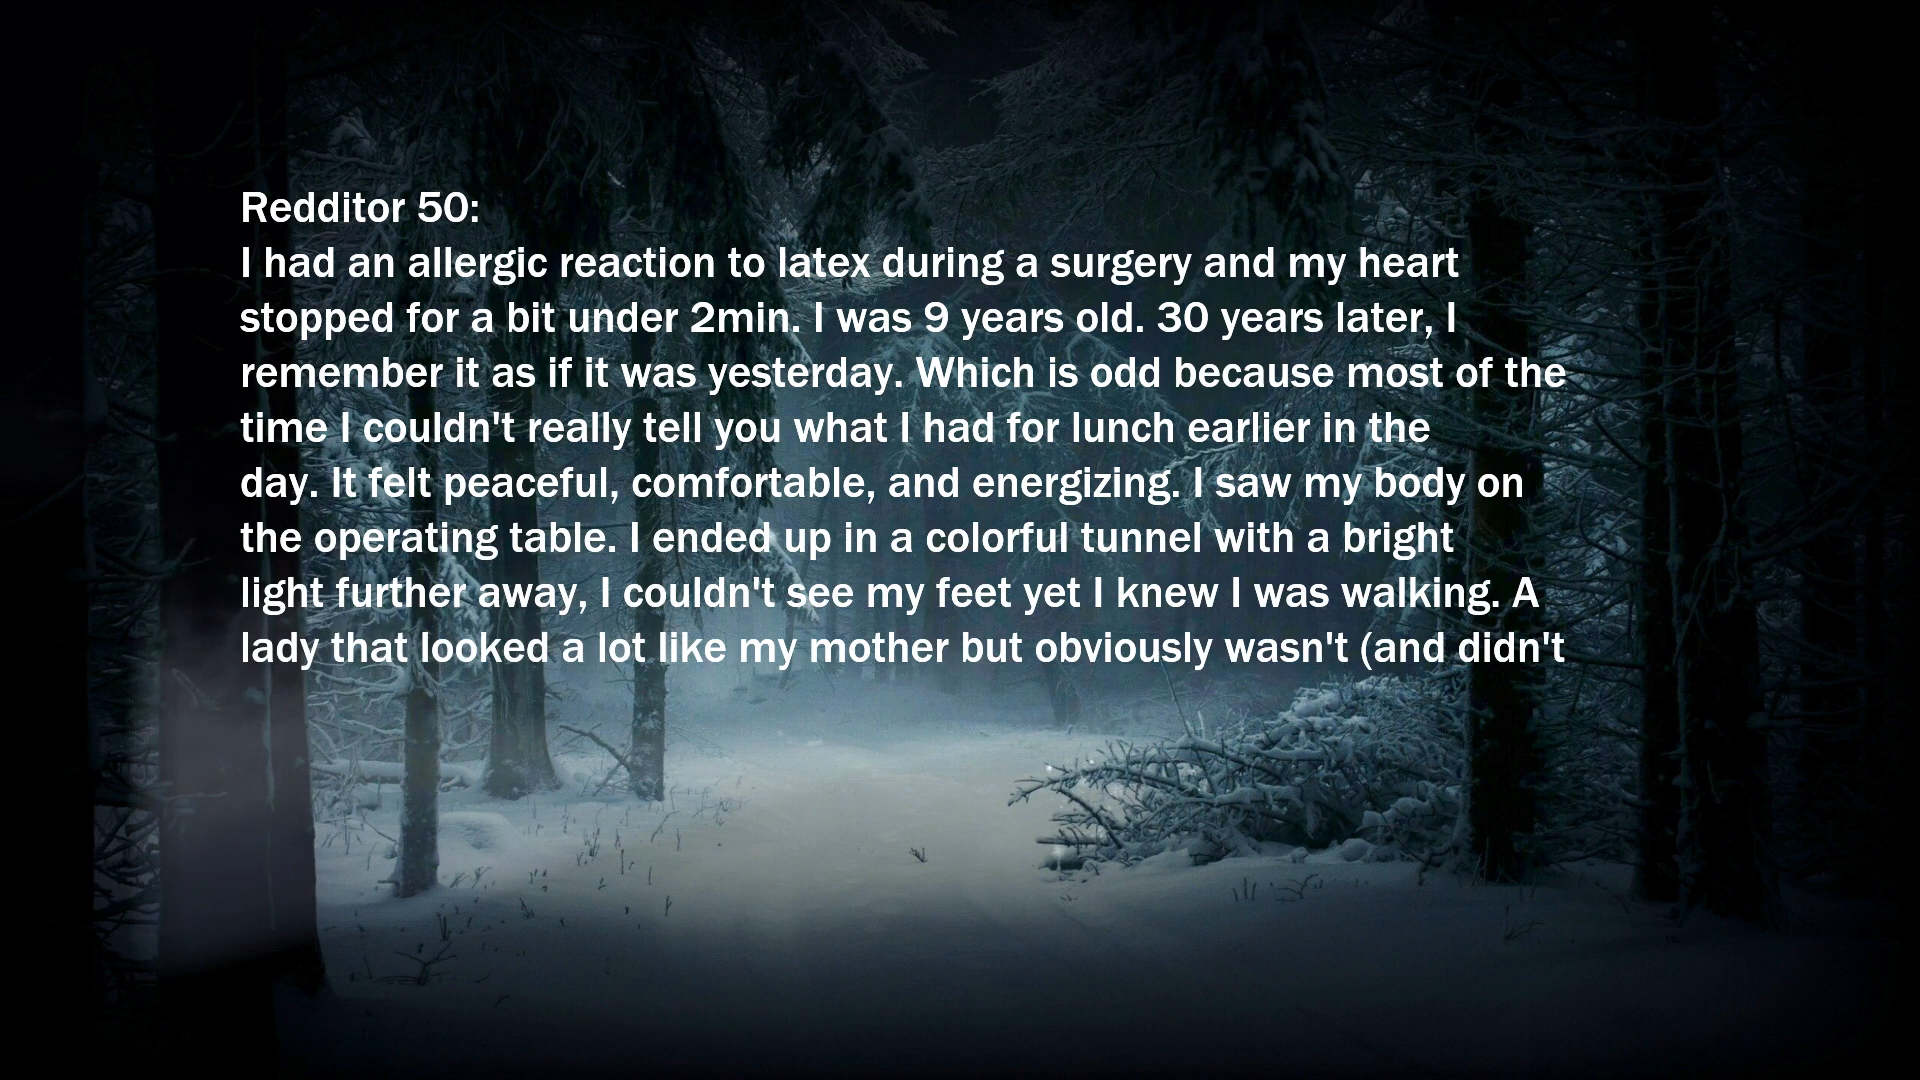 Redditor 50:
I had an allergic reaction to latex during a surgery and my heart
stopped for a bit under 2min. I was 9 years old. 30 years later, I
remember it as if it was yesterday. Which is odd because most of the
time I couldn't really tell you what I had for lunch earlier in the
day. It felt peaceful, comfortable, and energizing. I saw my body on
the operating table. I ended up in a colorful tunnel with a bright
light further away, I couldn't see my feet yet I knew I was walking. A
lady that looked a lot like my mother but obviously wasn't (and didn't